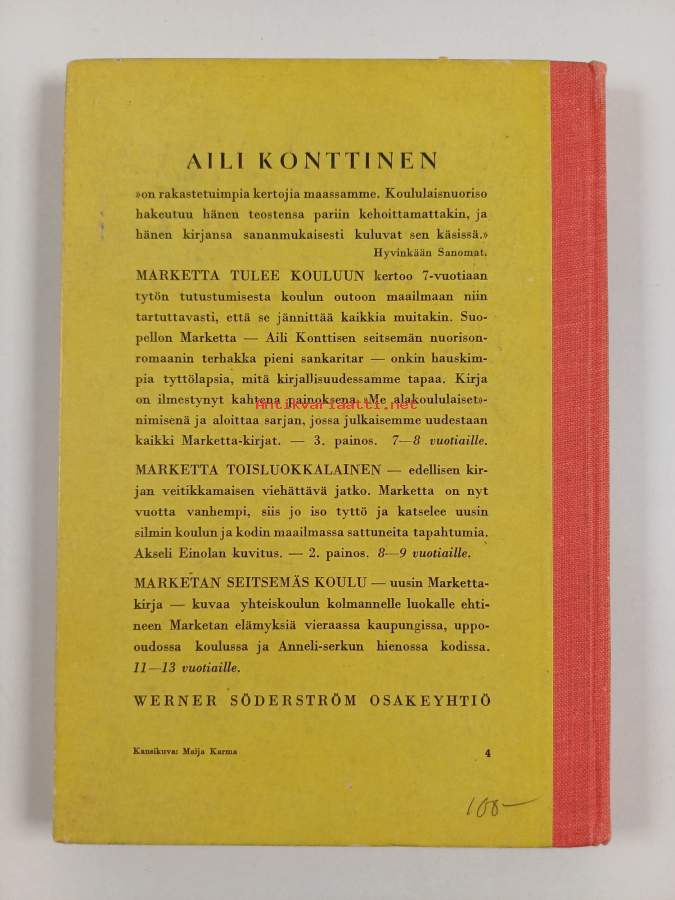 AILI KONTTINEN
»on rakastetuimpia kertojia maassamme. Koululaisnuoriso
hakeutuu hänen teostensa pariin kehoittamattakin, ja
hänen kirjansa sananmukaisesti kuluvat sen käsissä.»
Hyvinkään Sanomat.
MARKETTA TULEE KOULUUN kertoo 7-vuotiaan
tytön tutustumisesta koulun outoon maailmaan niin
tartuttavasti, että se jännittää kaikkia muitakin. Suo-
pellon Marketta — Aili Konttisen seitsemän nuorison-
romaanin terhakka pieni sankaritar — onkin hauskim-
pia tyttölapsia, mitä kirjallisuudessamme tapaa. Kirja
on ilmestynyt kahtena painoksena »Me alakoululaiset»-
Antikvariaatti.net
nimisenä ja aloittaa sarjan, jossa julkaisemme uudestaan
kaikki Marketta-kirjat. — 3. painos. 7—8 vuotiaille.
MARKETTA TOISLUOKKALAINEN — edellisen kir-
jan veitikkamaisen viehättävä jatko. Marketta on nyt
vuotta vanhempi, siis jo iso tyttö ja katselee uusin
silmin koulun ja kodin maailmassa sattuneita tapahtumia.
Akseli Einolan kuvitus. — 2. painos. 8—9 vuotiaille.
MARKETAN SEITSEMÄS KOULU — uusin Marketta-
kirja — kuvaa yhteiskoulun kolmannelle luokalle ehti-
neen Marketan elämyksiä vieraassa kaupungissa, uppo-
oudossa koulussa ja Anneli-serkun hienossa kodissa.
11—13 vuotiaille.
WERNER SÖDERSTRÖM OSAKEYHTIÖ
Kansikuva: Maija Karma 4
100—